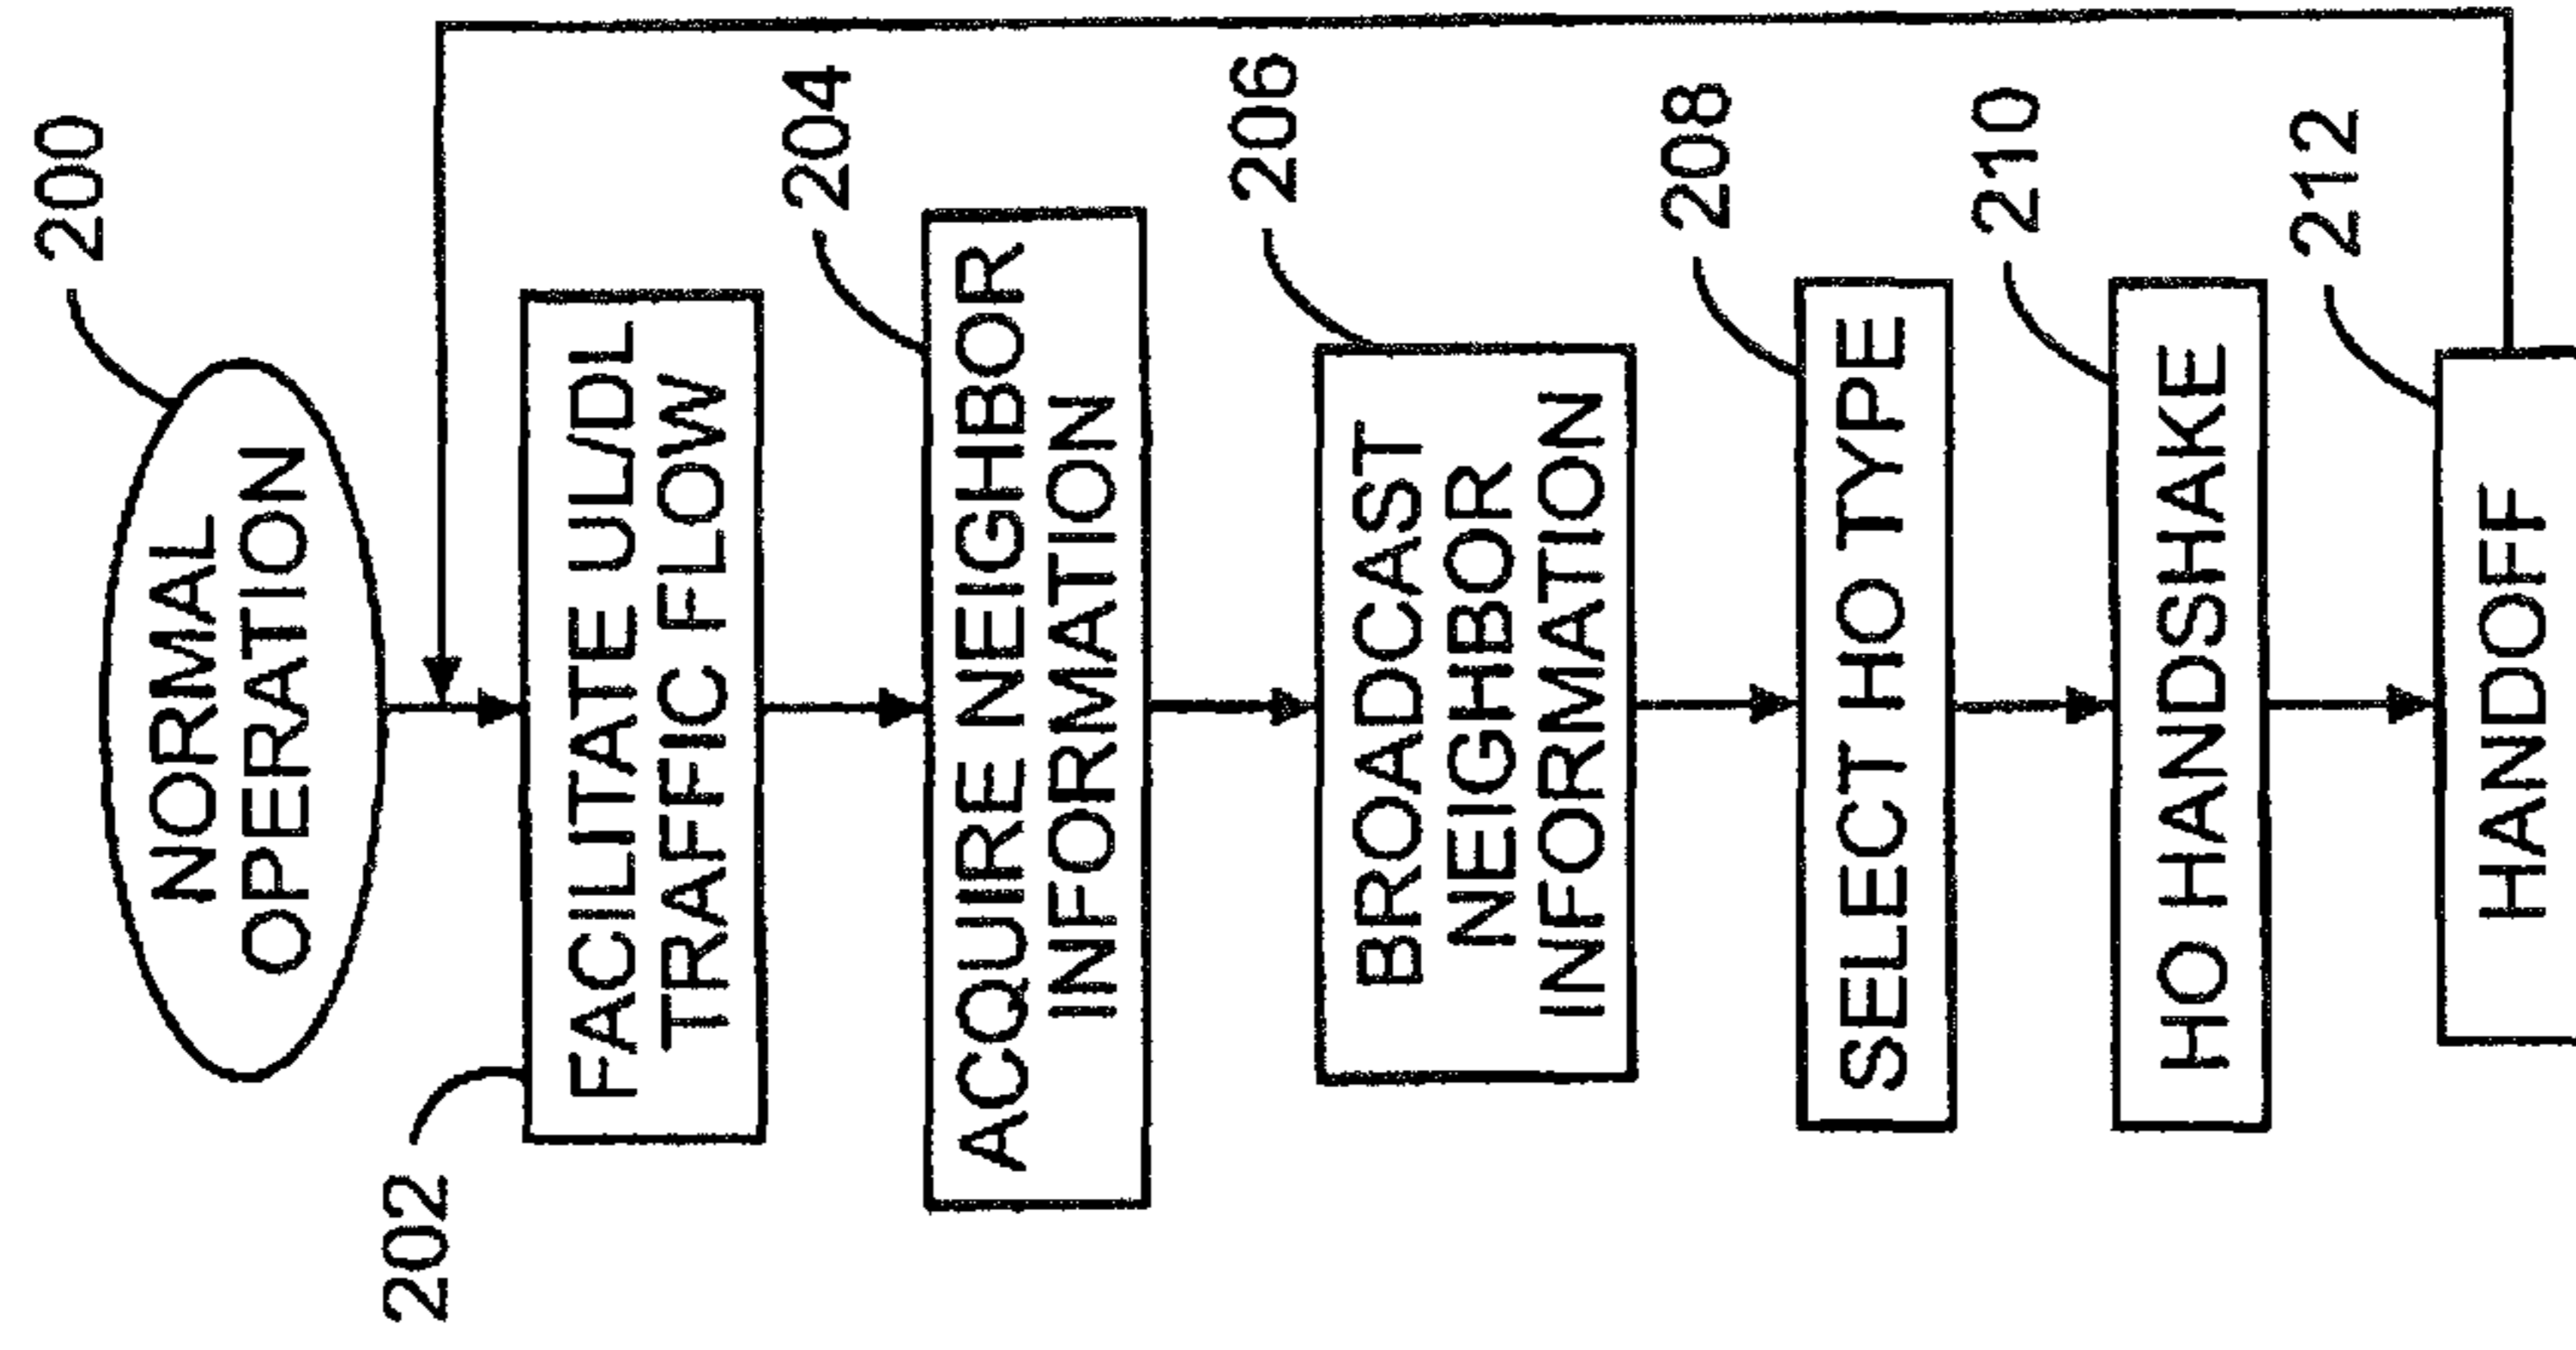 200
NORMAL
OPERATION
202
FACILITATE UL/DL
TRAFFIC FLOW
204
ACQUIRE NEIGHBOR
INFORMATION
206
BROADCAST
NEIGHBOR
INFORMATION
208
SELECT HO TYPE
210
HO HANDSHAKE
212
HANDOFF